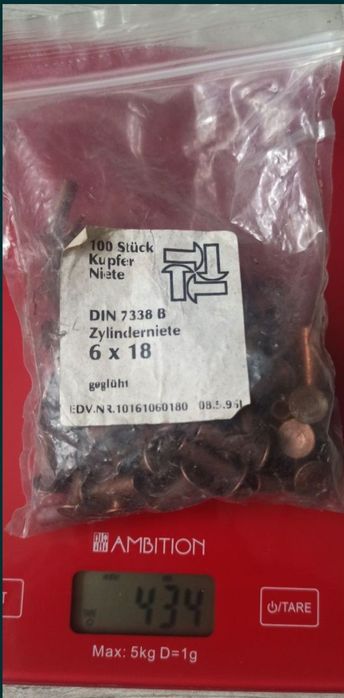 100 Stück
Kupfer
Niete
DIN 7338 B
Zylinderniete
6 x 18
geglüht
EDV.NR.10161060180
AMBITION
434
/TARE
Max: 5kg D=1g